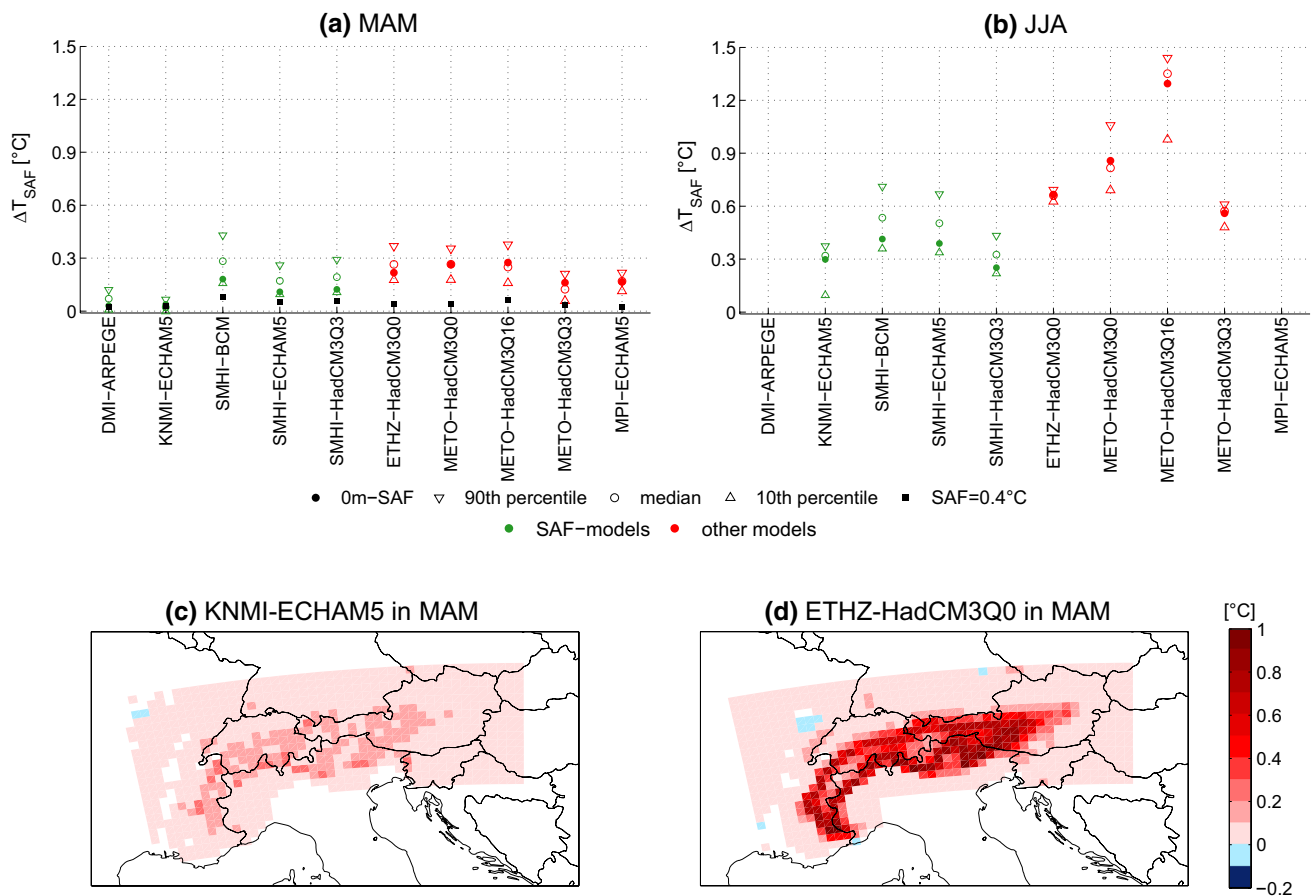 (a) MAM
ΔT_SAF [°C]
1.5
1.2
0.9
0.6
0.3
0
DMI−ARPEGE
KNMI−ECHAM5
SMHI−BCM
SMHI−ECHAM5
SMHI−HadCM3Q3
ETHZ−HadCM3Q0
METO−HadCM3Q0
METO−HadCM3Q16
METO−HadCM3Q3
MPI−ECHAM5
(b) JJA
ΔT_SAF [°C]
1.5
1.2
0.9
0.6
0.3
0
DMI−ARPEGE
KNMI−ECHAM5
SMHI−BCM
SMHI−ECHAM5
SMHI−HadCM3Q3
ETHZ−HadCM3Q0
METO−HadCM3Q0
METO−HadCM3Q16
METO−HadCM3Q3
MPI−ECHAM5
0m−SAF 90th percentile median 10th percentile SAF=0.4°C
SAF−models other models
(c) KNMI-ECHAM5 in MAM
(d) ETHZ-HadCM3Q0 in MAM
[°C]
1
0.8
0.6
0.4
0.2
0
−0.2